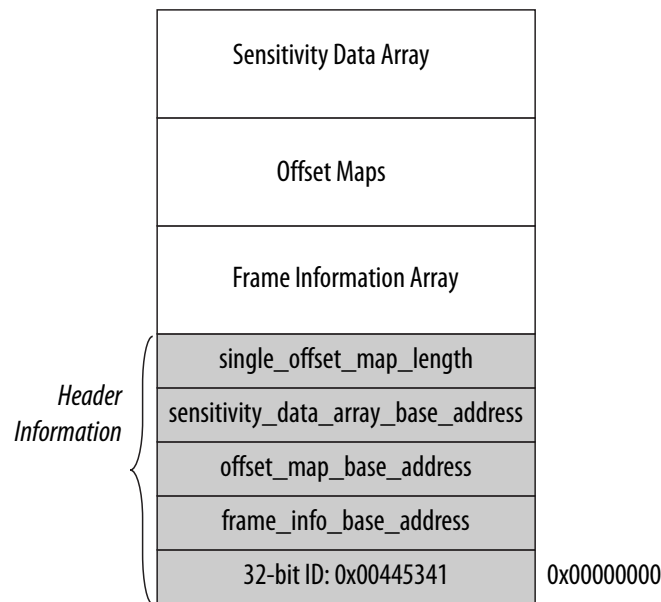 Sensitivity Data Array
Offset Maps
Frame Information Array
single_offset_map_length
Header
Information
sensitivity_data_array_base_address
offset_map_base_address
frame_info_base_address
32-bit ID: 0x00445341
0x00000000